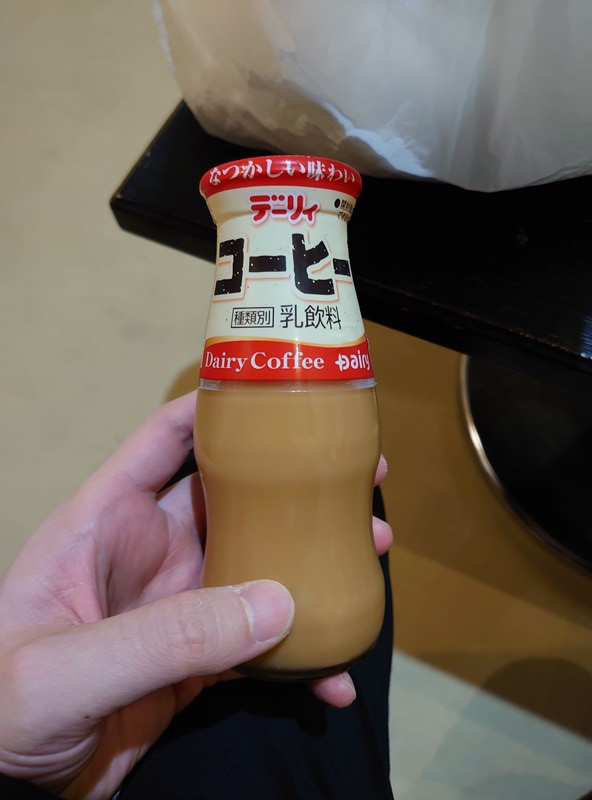 なつかしい味わい
デーリィ
コーヒー
種類別 乳飲料
Dairy Coffee Dairy